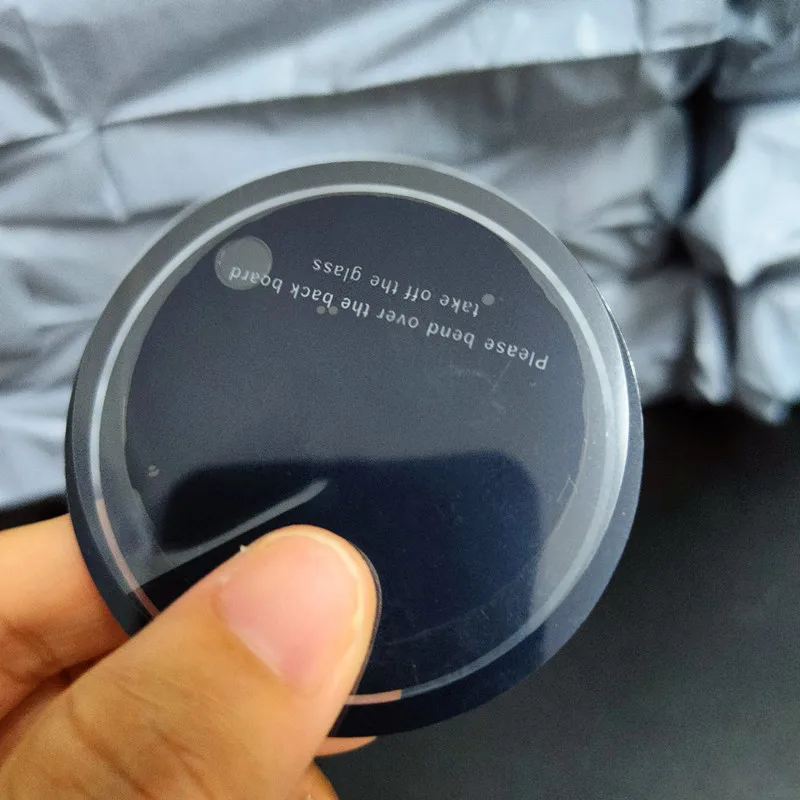 Please bend over the back board
take off the glass